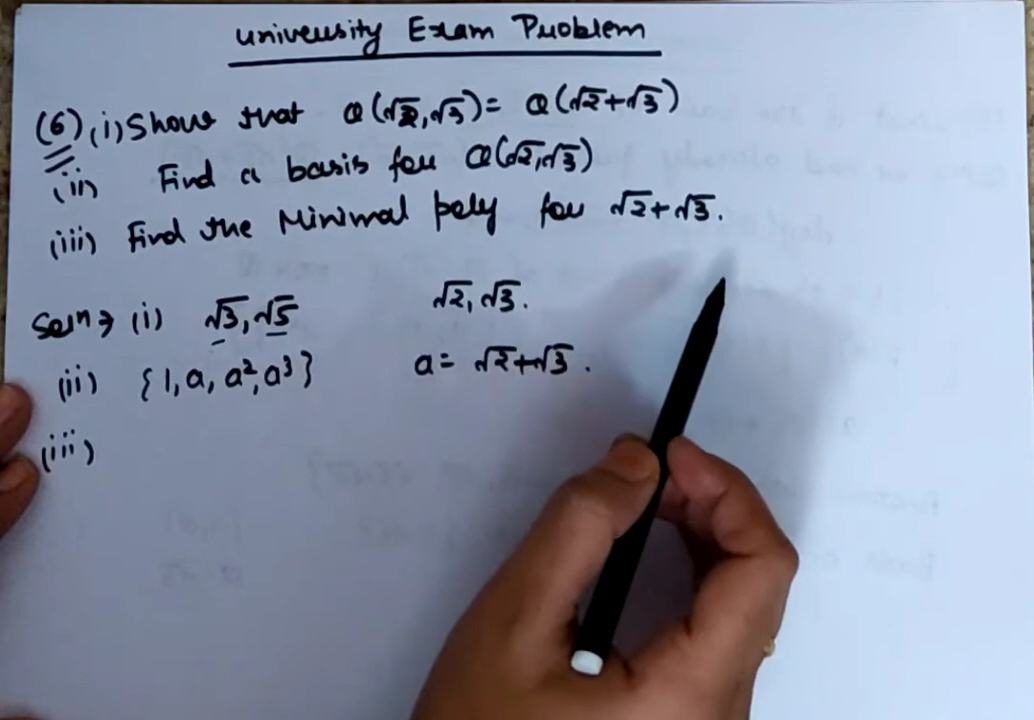 University Exam Problem
(6) (i) Show that Q(√2,√3) = Q(√2+√3)
(ii) Find a basis for Q(√2,√3)
(iii) Find the Minimal poly for √2+√3.
Soln → (i) √3,√5 √2,√3.
(ii) {1, a, a², a³} a = √2+√3.
(iii)